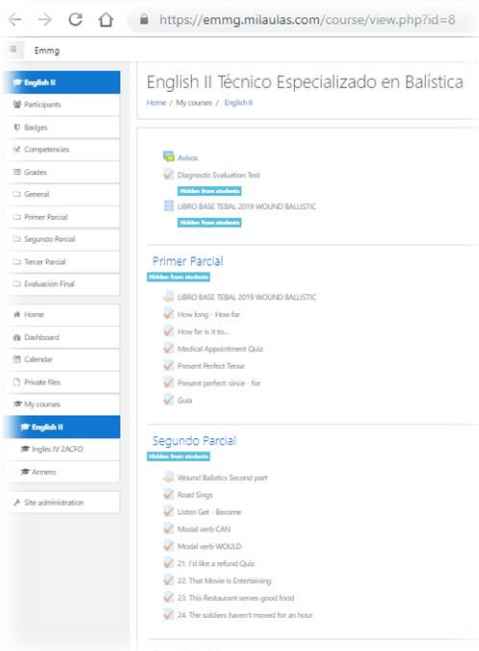 https://emmg.milaulas.com/course/view.php?id=8
Emmg
English II
Participants
Badges
Competencies
Grades
General
Primer Parcial
Segundo Parcial
Tercer Parcial
Evaluacion Final
Home
Dashboard
Calendar
Private files
My courses
English II
Inglés IV 2ACFO
Armero
Site administration
English II Técnico Especializado en Balística
Home / My courses / English II
Avisos
Diagnostic Evaluation Test
Hidden from students
LIBRO BASE TEBAL 2019 WOUND BALLISTIC
Hidden from students
Primer Parcial
Hidden from students
LIBRO BASE TEBAL 2019 WOUND BALLISTIC
How long - How far
How far is it to...
Medical Appointment Quiz
Present Perfect Tense
Present perfect: since - for
Guia
Segundo Parcial
Hidden from students
Wound Balistics Second part
Road Sings
Listen Get - Become
Modal verb CAN
Modal verb WOULD
21. I'd like a refund Quiz
22. That Movie is Entertaining
23. This Restaurant serves good food
24. The soldiers haven't moved for an hour